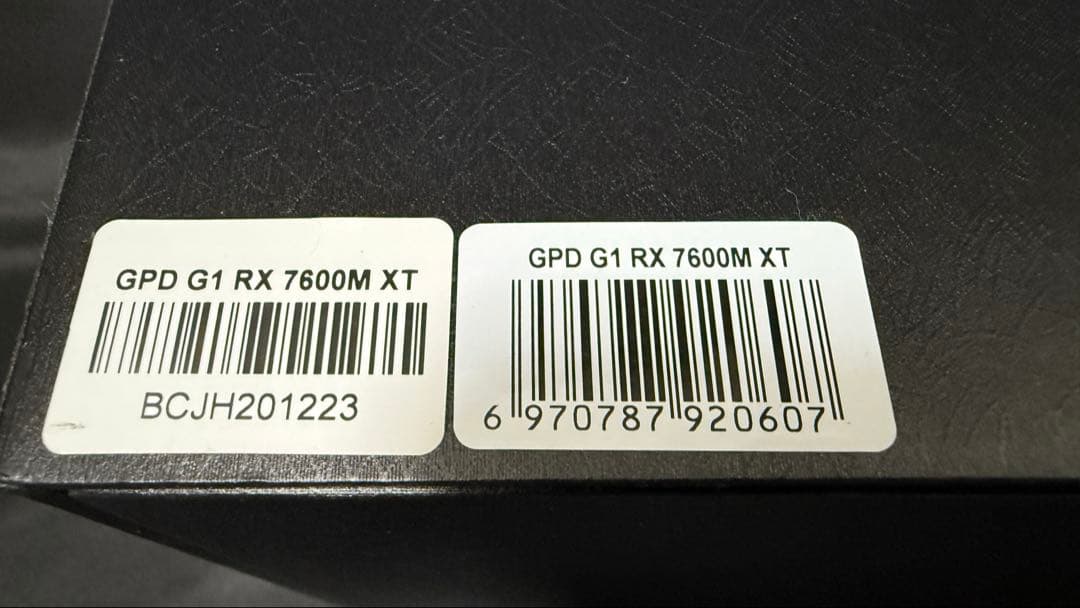 GPD G1 RX 7600M XT
BCJH201223
GPD G1 RX 7600M XT
6 970787 920607